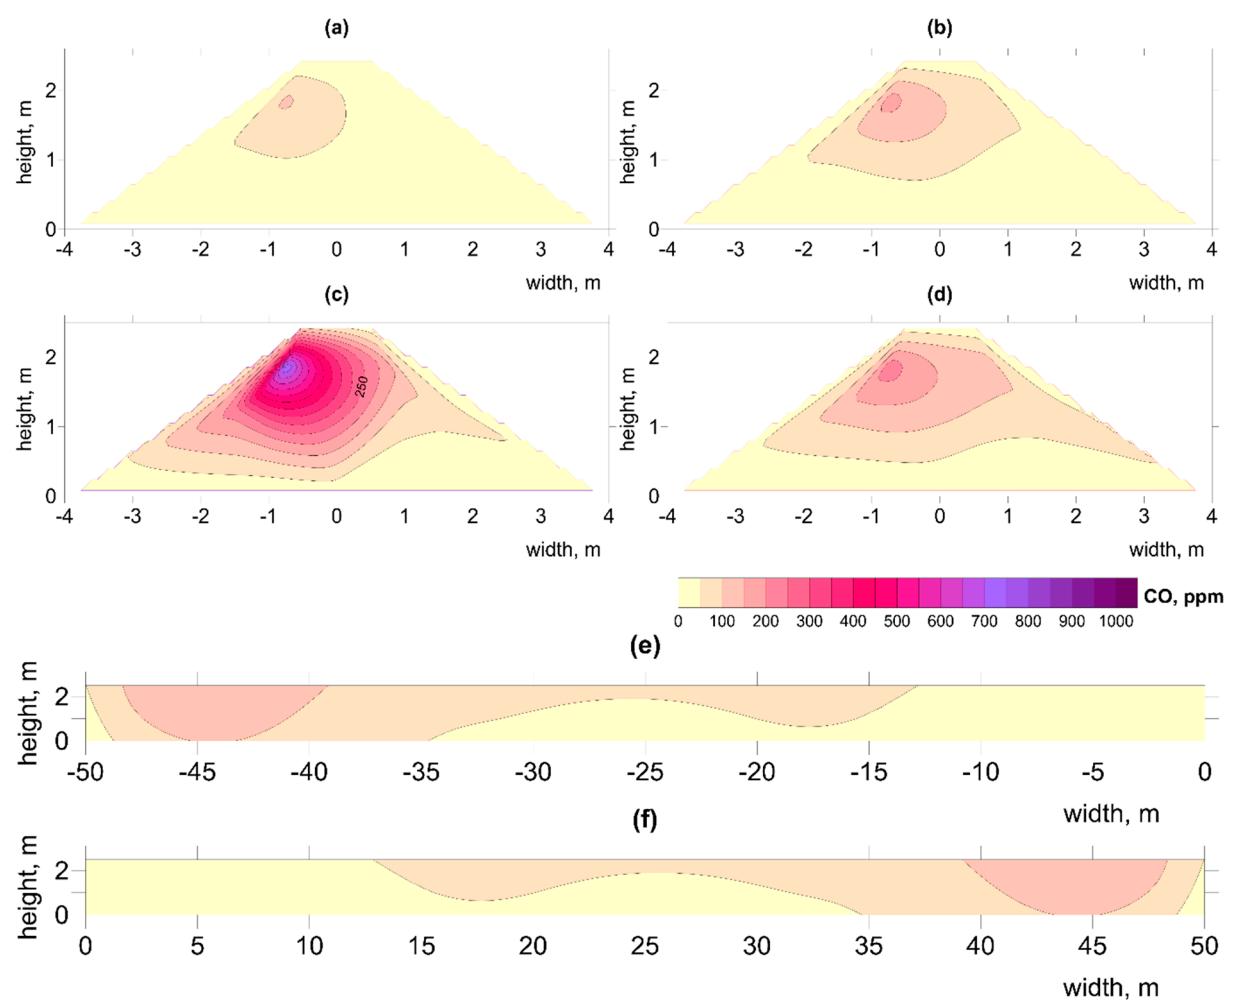 (a) (b)
height, m
2
1
0
-4 -3 -2 -1 0 1 2 3 4
width, m
height, m
2
1
0
-4 -3 -2 -1 0 1 2 3 4
width, m
(c) (d)
height, m
2
1
0
250
-4 -3 -2 -1 0 1 2 3 4
width, m
height, m
2
1
0
-4 -3 -2 -1 0 1 2 3 4
width, m
CO, ppm
0 100 200 300 400 500 600 700 800 900 1000
(e)
height, m
2
0
-50 -45 -40 -35 -30 -25 -20 -15 -10 -5 0
width, m
(f)
height, m
2
0
0 5 10 15 20 25 30 35 40 45 50
width, m